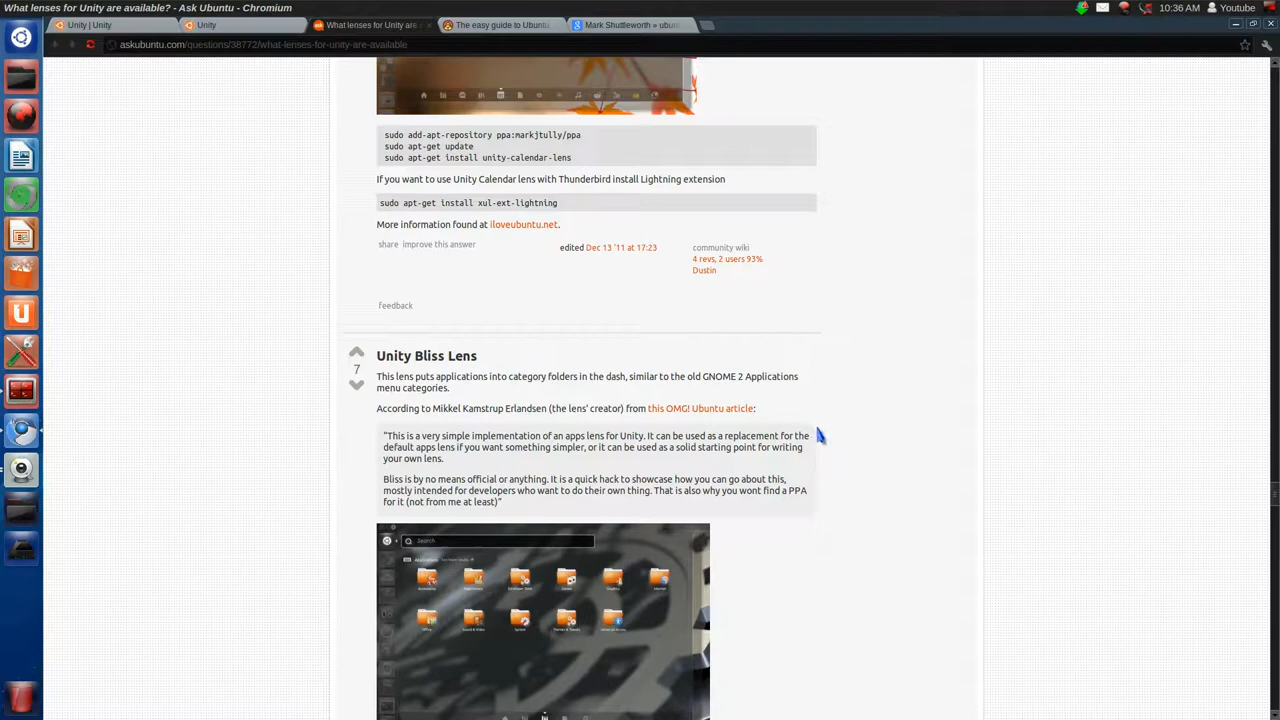 What lenses for Unity are available? - Ask Ubuntu - Chromium
10:36 AM Youtube
Unity | Unity
Unity
What lenses for Unity are
The easy guide to Ubuntu
Mark Shuttleworth » ubun
askubuntu.com/questions/38772/what-lenses-for-unity-are-available
sudo add-apt-repository ppa:markjtully/ppa
sudo apt-get update
sudo apt-get install unity-calendar-lens
If you want to use Unity Calendar lens with Thunderbird install Lightning extension
sudo apt-get install xul-ext-lightning
More information found at iloveubuntu.net.
share improve this answer
edited Dec 13 '11 at 17:23
community wiki
4 revs, 2 users 93%
Dustin
feedback
Unity Bliss Lens
7
This lens puts applications into category folders in the dash, similar to the old GNOME 2 Applications
menu categories.
According to Mikkel Kamstrup Erlandsen (the lens' creator) from this OMG! Ubuntu article:
"This is a very simple implementation of an apps lens for Unity. It can be used as a replacement for the
default apps lens if you want something simpler, or it can be used as a solid starting point for writing
your own lens.
Bliss is by no means official or anything. It is a quick hack to showcase how you can go about this,
mostly intended for developers who want to do their own thing. That is also why you wont find a PPA
for it (not from me at least)"
Search